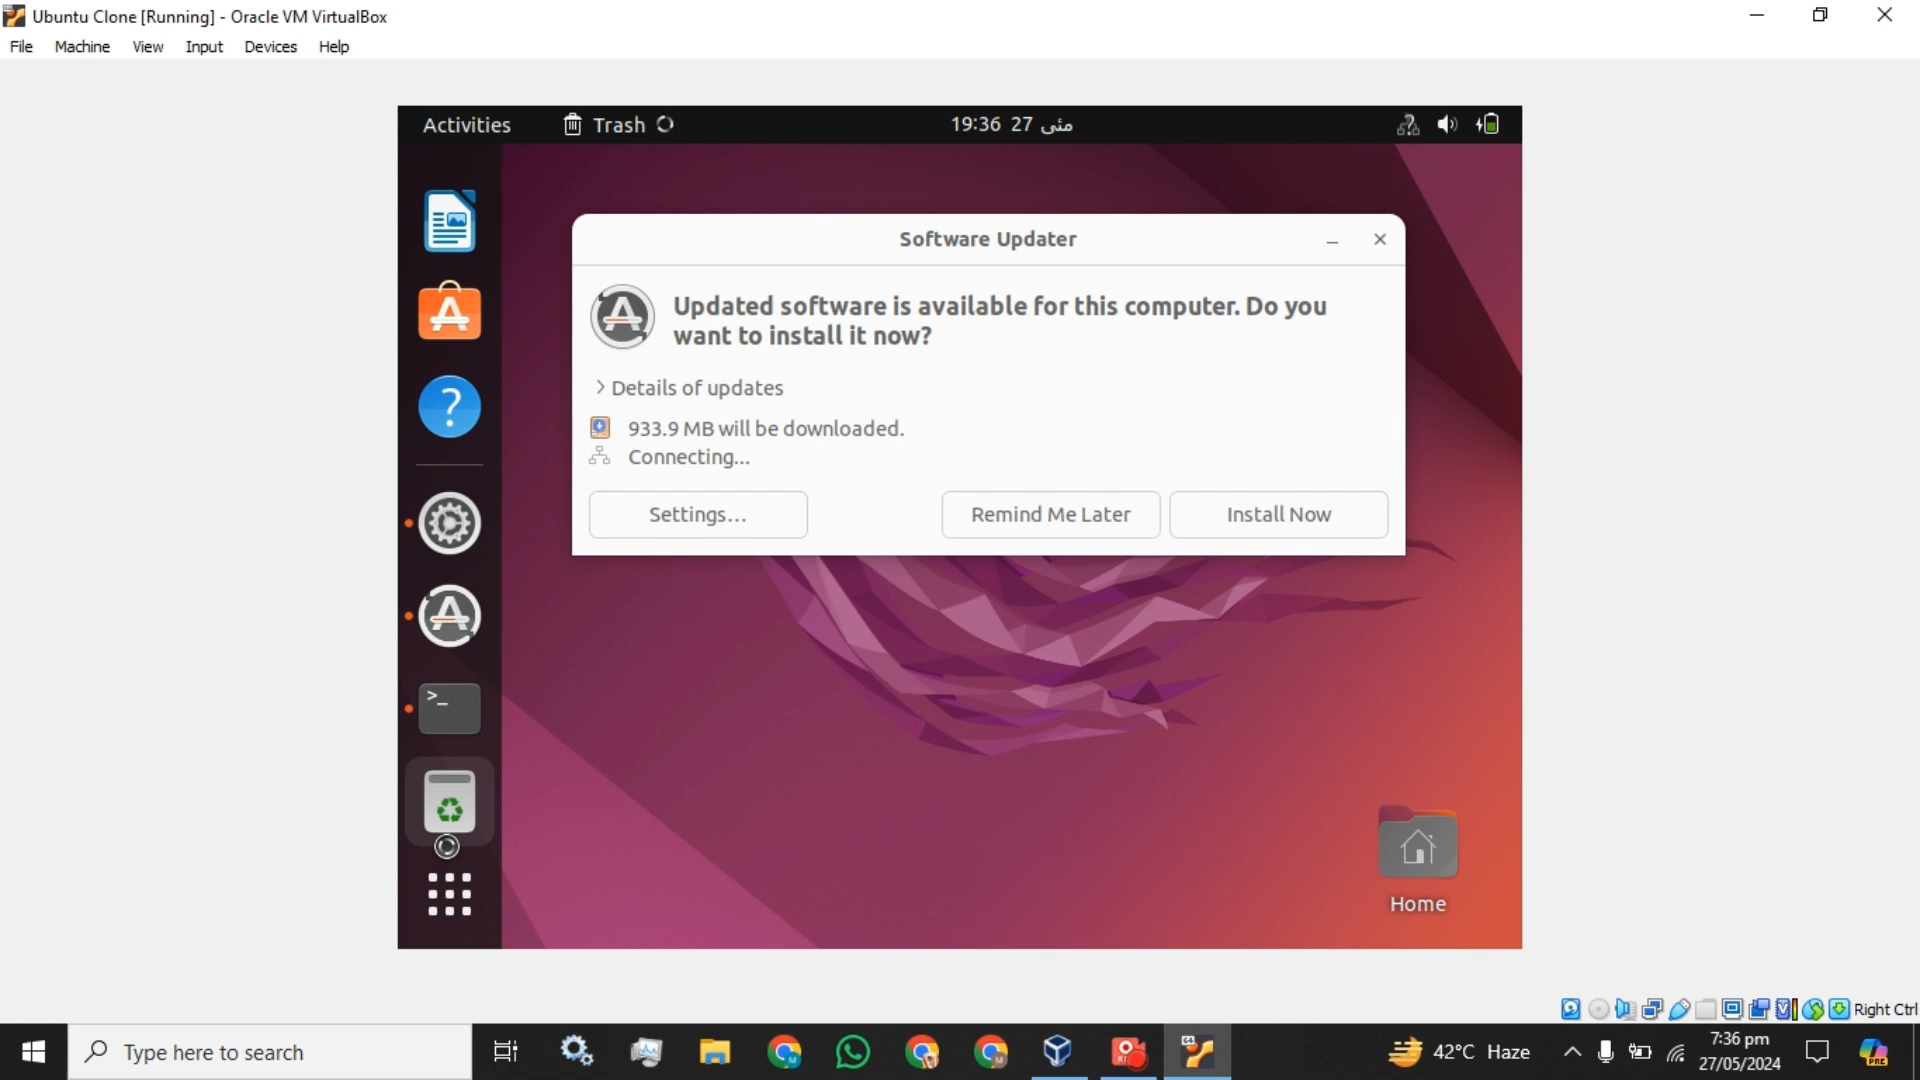 Ubuntu Clone [Running] - Oracle VM VirtualBox
File Machine View Input Devices Help
Activities Trash 19:36 27 مئی
Software Updater
Updated software is available for this computer. Do you
want to install it now?
Details of updates
933.9 MB will be downloaded.
Connecting...
Settings... Remind Me Later Install Now
>_
Home
Right Ctrl
Type here to search
42°C Haze
7:36 pm
27/05/2024